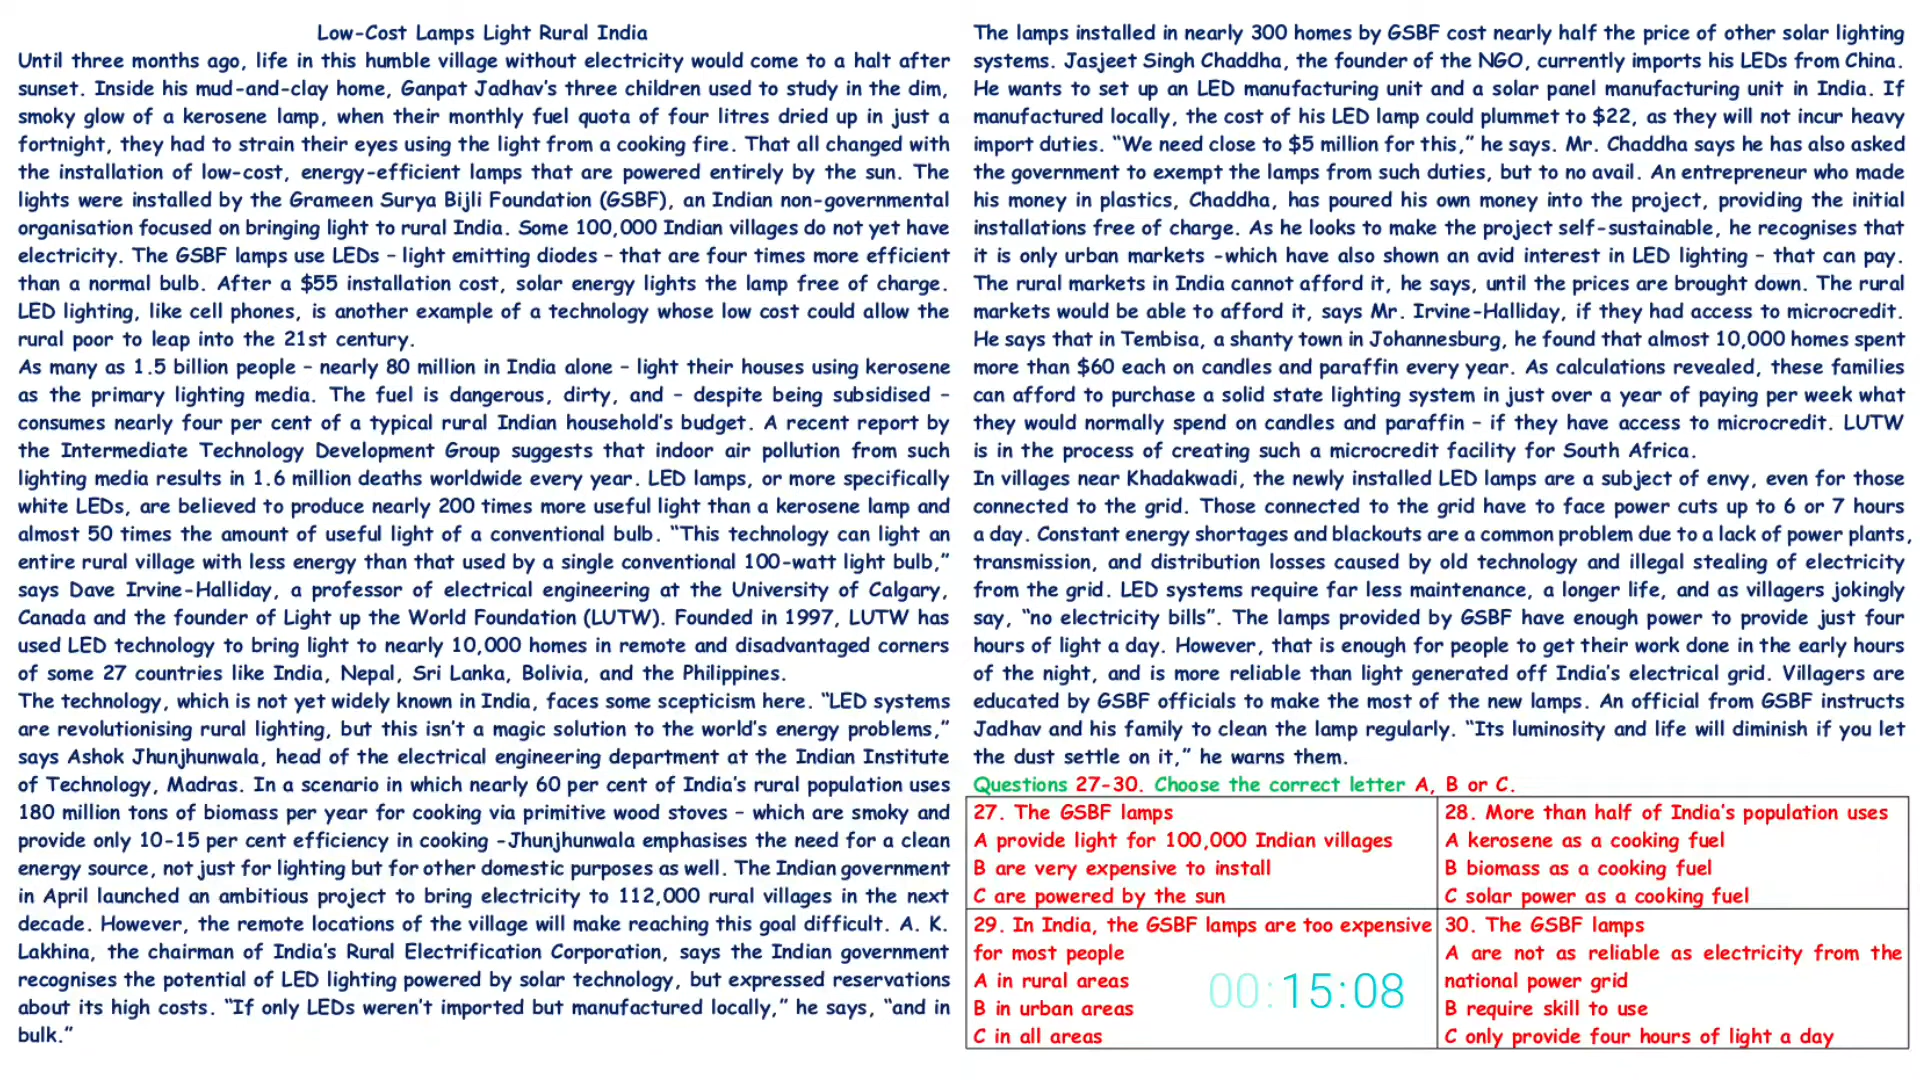 Low-Cost Lamps Light Rural India
Until three months ago, life in this humble village without electricity would come to a halt after
sunset. Inside his mud-and-clay home, Ganpat Jadhav's three children used to study in the dim,
smoky glow of a kerosene lamp, when their monthly fuel quota of four litres dried up in just a
fortnight, they had to strain their eyes using the light from a cooking fire. That all changed with
the installation of low-cost, energy-efficient lamps that are powered entirely by the sun. The
lights were installed by the Grameen Surya Bijli Foundation (GSBF), an Indian non-governmental
organisation focused on bringing light to rural India. Some 100,000 Indian villages do not yet have
electricity. The GSBF lamps use LEDs – light emitting diodes – that are four times more efficient
than a normal bulb. After a $55 installation cost, solar energy lights the lamp free of charge.
LED lighting, like cell phones, is another example of a technology whose low cost could allow the
rural poor to leap into the 21st century.
As many as 1.5 billion people – nearly 80 million in India alone – light their houses using kerosene
as the primary lighting media. The fuel is dangerous, dirty, and – despite being subsidised –
consumes nearly four per cent of a typical rural Indian household's budget. A recent report by
the Intermediate Technology Development Group suggests that indoor air pollution from such
lighting media results in 1.6 million deaths worldwide every year. LED lamps, or more specifically
white LEDs, are believed to produce nearly 200 times more useful light than a kerosene lamp and
almost 50 times the amount of useful light of a conventional bulb. “This technology can light an
entire rural village with less energy than that used by a single conventional 100-watt light bulb,”
says Dave Irvine-Halliday, a professor of electrical engineering at the University of Calgary,
Canada and the founder of Light up the World Foundation (LUTW). Founded in 1997, LUTW has
used LED technology to bring light to nearly 10,000 homes in remote and disadvantaged corners
of some 27 countries like India, Nepal, Sri Lanka, Bolivia, and the Philippines.
The technology, which is not yet widely known in India, faces some scepticism here. “LED systems
are revolutionising rural lighting, but this isn't a magic solution to the world's energy problems,”
says Ashok Jhunjhunwala, head of the electrical engineering department at the Indian Institute
of Technology, Madras. In a scenario in which nearly 60 per cent of India's rural population uses
180 million tons of biomass per year for cooking via primitive wood stoves – which are smoky and
provide only 10-15 per cent efficiency in cooking -Jhunjhunwala emphasises the need for a clean
energy source, not just for lighting but for other domestic purposes as well. The Indian government
in April launched an ambitious project to bring electricity to 112,000 rural villages in the next
decade. However, the remote locations of the village will make reaching this goal difficult. A. K.
Lakhina, the chairman of India's Rural Electrification Corporation, says the Indian government
recognises the potential of LED lighting powered by solar technology, but expressed reservations
about its high costs. “If only LEDs weren't imported but manufactured locally,” he says, “and in
bulk.”
The lamps installed in nearly 300 homes by GSBF cost nearly half the price of other solar lighting
systems. Jasjeet Singh Chaddha, the founder of the NGO, currently imports his LEDs from China.
He wants to set up an LED manufacturing unit and a solar panel manufacturing unit in India. If
manufactured locally, the cost of his LED lamp could plummet to $22, as they will not incur heavy
import duties. “We need close to $5 million for this,” he says. Mr. Chaddha says he has also asked
the government to exempt the lamps from such duties, but to no avail. An entrepreneur who made
his money in plastics, Chaddha, has poured his own money into the project, providing the initial
installations free of charge. As he looks to make the project self-sustainable, he recognises that
it is only urban markets -which have also shown an avid interest in LED lighting – that can pay.
The rural markets in India cannot afford it, he says, until the prices are brought down. The rural
markets would be able to afford it, says Mr. Irvine-Halliday, if they had access to microcredit.
He says that in Tembisa, a shanty town in Johannesburg, he found that almost 10,000 homes spent
more than $60 each on candles and paraffin every year. As calculations revealed, these families
can afford to purchase a solid state lighting system in just over a year of paying per week what
they would normally spend on candles and paraffin – if they have access to microcredit. LUTW
is in the process of creating such a microcredit facility for South Africa.
In villages near Khadakwadi, the newly installed LED lamps are a subject of envy, even for those
connected to the grid. Those connected to the grid have to face power cuts up to 6 or 7 hours
a day. Constant energy shortages and blackouts are a common problem due to a lack of power plants,
transmission, and distribution losses caused by old technology and illegal stealing of electricity
from the grid. LED systems require far less maintenance, a longer life, and as villagers jokingly
say, “no electricity bills”. The lamps provided by GSBF have enough power to provide just four
hours of light a day. However, that is enough for people to get their work done in the early hours
of the night, and is more reliable than light generated off India's electrical grid. Villagers are
educated by GSBF officials to make the most of the new lamps. An official from GSBF instructs
Jadhav and his family to clean the lamp regularly. “Its luminosity and life will diminish if you let
the dust settle on it,” he warns them.
Questions 27-30. Choose the correct letter A, B or C.
27. The GSBF lamps
A provide light for 100,000 Indian villages
B are very expensive to install
C are powered by the sun
28. More than half of India's population uses
A kerosene as a cooking fuel
B biomass as a cooking fuel
C solar power as a cooking fuel
29. In India, the GSBF lamps are too expensive
for most people
A in rural areas
B in urban areas
C in all areas
00:15:08
30. The GSBF lamps
A are not as reliable as electricity from the
national power grid
B require skill to use
C only provide four hours of light a day